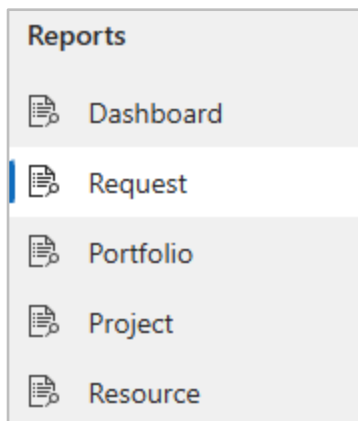 Reports
Dashboard
Request
Portfolio
Project
Resource